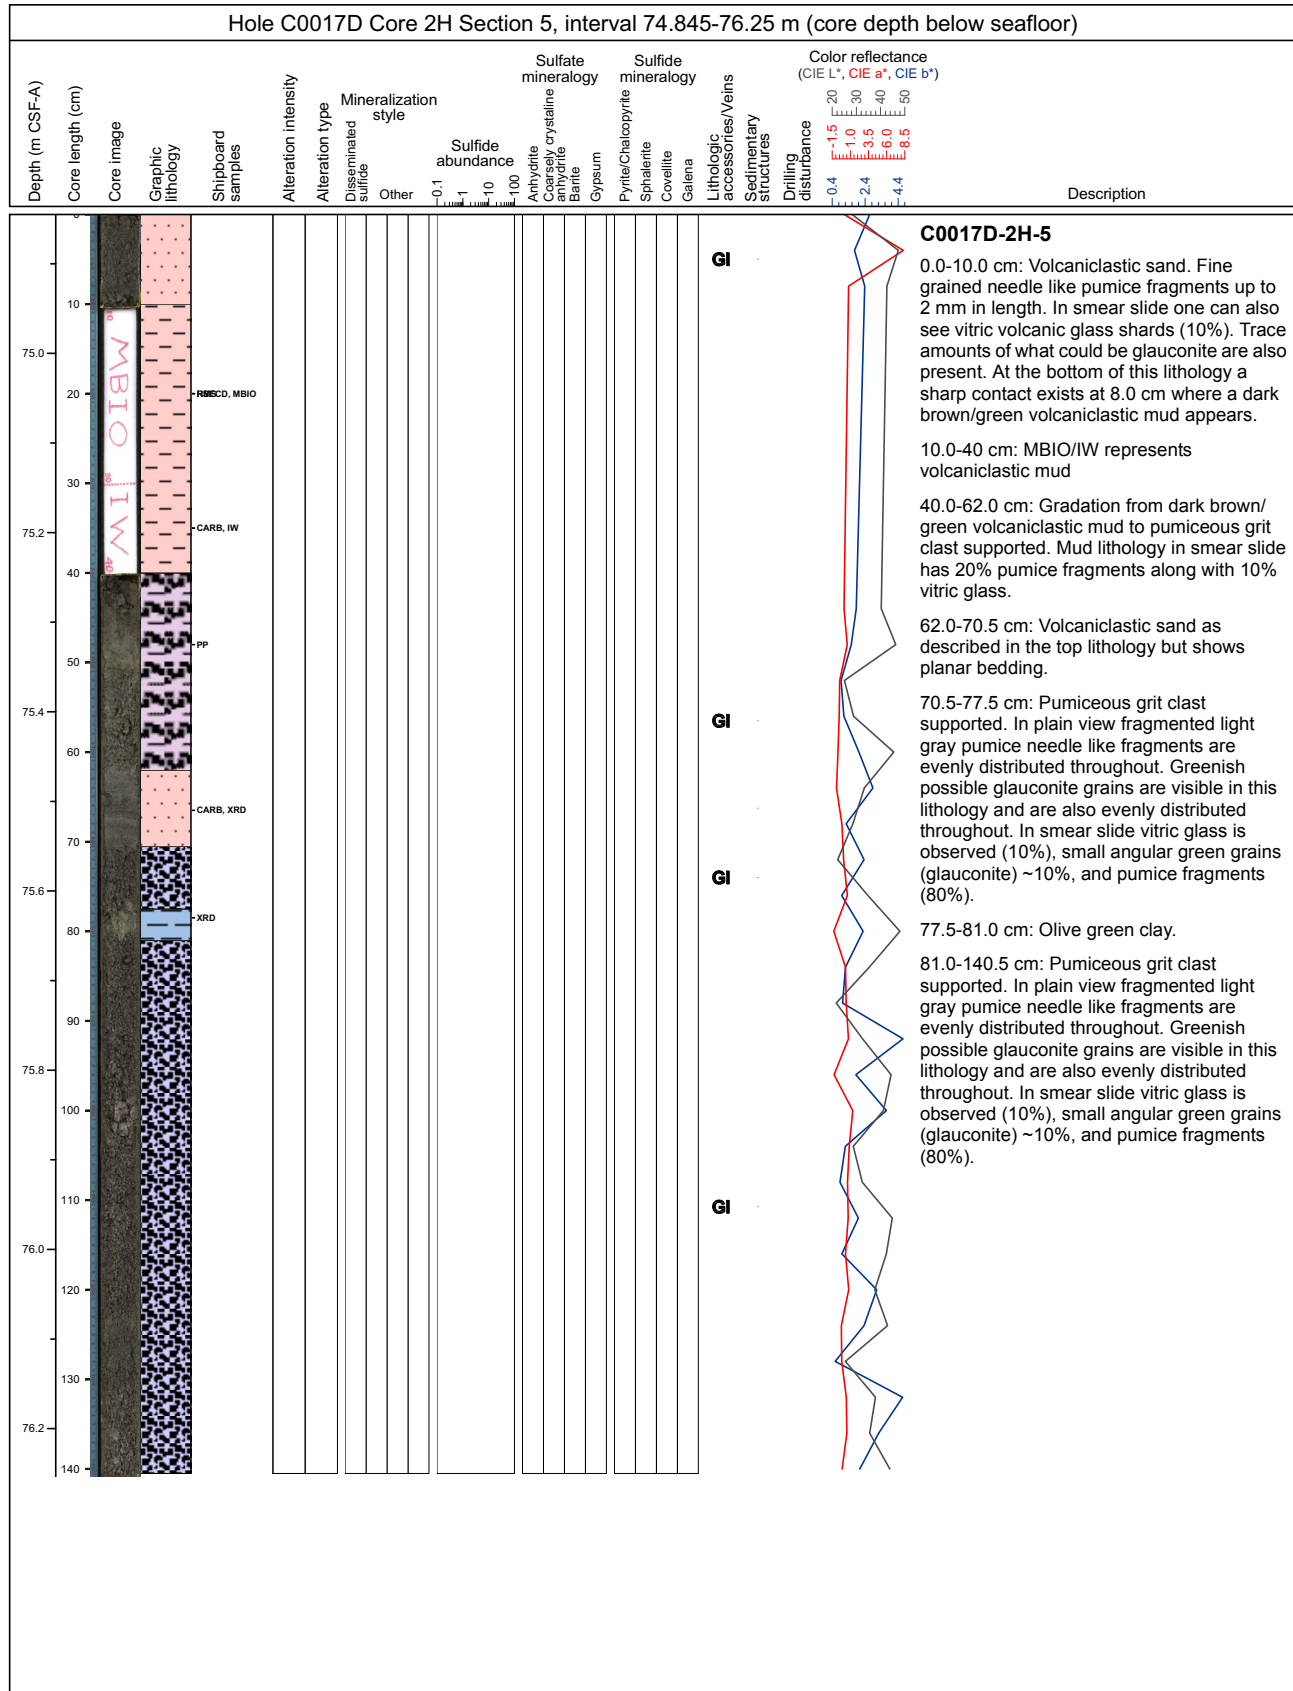 Hole C0017D Core 2H Section 5, interval 74.845-76.25 m (core depth below seafloor)
Depth (m CSF-A)
Core length (cm)
Core image
Graphic
lithology
Shipboard
samples
Alteration intensity
Alteration type
Mineralization
style
Disseminated
sulfide
Other
Sulfide
abundance
0.1
1
10
100
Sulfate
mineralogy
Anhydrite
Coarsely crystaline
anhydrite
Barite
Gypsum
Sulfide
mineralogy
Pyrite/Chalcopyrite
Sphalerite
Covellite
Galena
Lithologic
accessories/Veins
Sedimentary
structures
Drilling
disturbance
Color reflectance
(CIE L*, CIE a*, CIE b*)
20 30 40 50
-1.5 1.0 3.5 6.0 8.5
0.4 2.4 4.4
Description
10
20
30
40
50
60
70
80
90
100
110
120
130
140
75.0
75.2
75.4
75.6
75.8
76.0
76.2
MBIO IW
CD, MBIO
CARB, IW
PP
CARB, XRD
XRD
GI
GI
GI
GI
C0017D-2H-5
0.0-10.0 cm: Volcaniclastic sand. Fine
grained needle like pumice fragments up to
2 mm in length. In smear slide one can also
see vitric volcanic glass shards (10%). Trace
amounts of what could be glauconite are also
present. At the bottom of this lithology a
sharp contact exists at 8.0 cm where a dark
brown/green volcaniclastic mud appears.
10.0-40 cm: MBIO/IW represents
volcaniclastic mud
40.0-62.0 cm: Gradation from dark brown/
green volcaniclastic mud to pumiceous grit
clast supported. Mud lithology in smear slide
has 20% pumice fragments along with 10%
vitric glass.
62.0-70.5 cm: Volcaniclastic sand as
described in the top lithology but shows
planar bedding.
70.5-77.5 cm: Pumiceous grit clast
supported. In plain view fragmented light
gray pumice needle like fragments are
evenly distributed throughout. Greenish
possible glauconite grains are visible in this
lithology and are also evenly distributed
throughout. In smear slide vitric glass is
observed (10%), small angular green grains
(glauconite) ~10%, and pumice fragments
(80%).
77.5-81.0 cm: Olive green clay.
81.0-140.5 cm: Pumiceous grit clast
supported. In plain view fragmented light
gray pumice needle like fragments are
evenly distributed throughout. Greenish
possible glauconite grains are visible in this
lithology and are also evenly distributed
throughout. In smear slide vitric glass is
observed (10%), small angular green grains
(glauconite) ~10%, and pumice fragments
(80%).